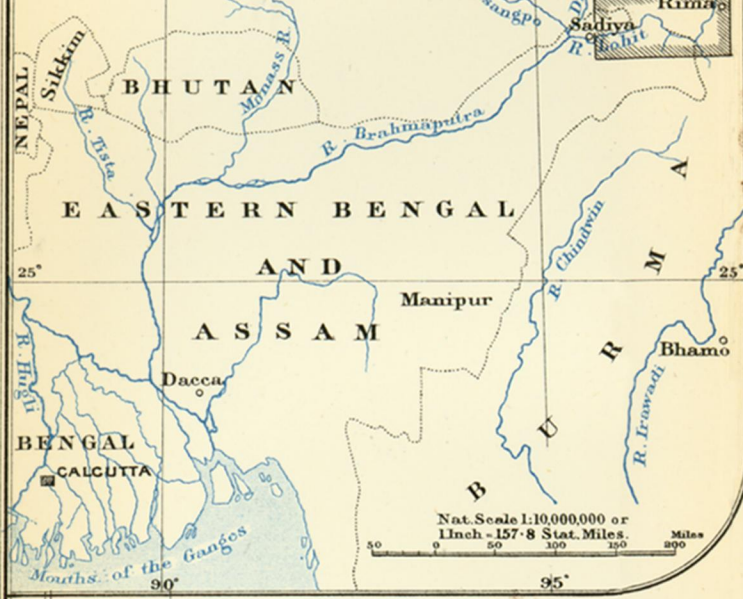 Rima
D
sangpo
Sadiya
R. Lohit
NEPAL
Sikkim
BHUTAN
Monass R.
R. Tista
R. Brahmāputra
A
EASTERN BENGAL
R. Chindwin
25°
AND
M
25°
Manipur
ASSAM
R. Hugli
R
Bhamo
Dacca
R. Irawadi
BENGAL
U
CALCUTTA
B
Nat. Scale 1:10,000,000 or
1 Inch = 157·8 Stat. Miles.
50 0 50 100 150 200 Miles
Mouths of the Ganges
90°
95°